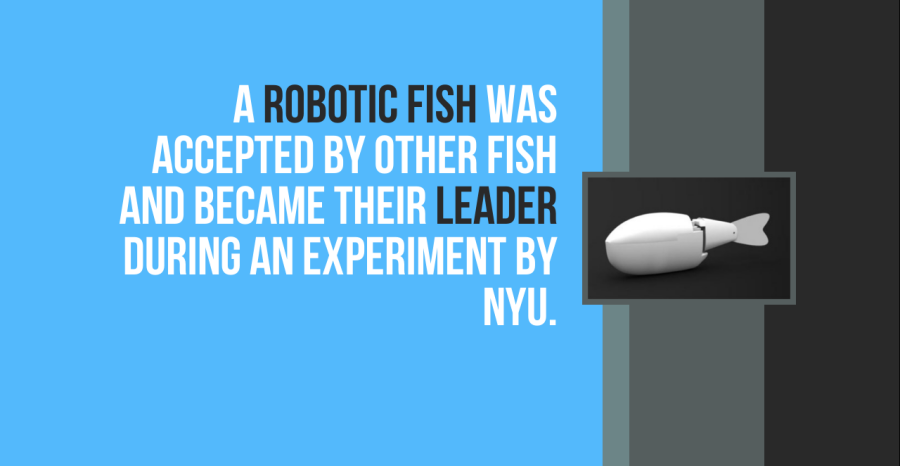 A ROBOTIC FISH WAS
ACCEPTED BY OTHER FISH
AND BECAME THEIR LEADER
DURING AN EXPERIMENT BY
NYU.